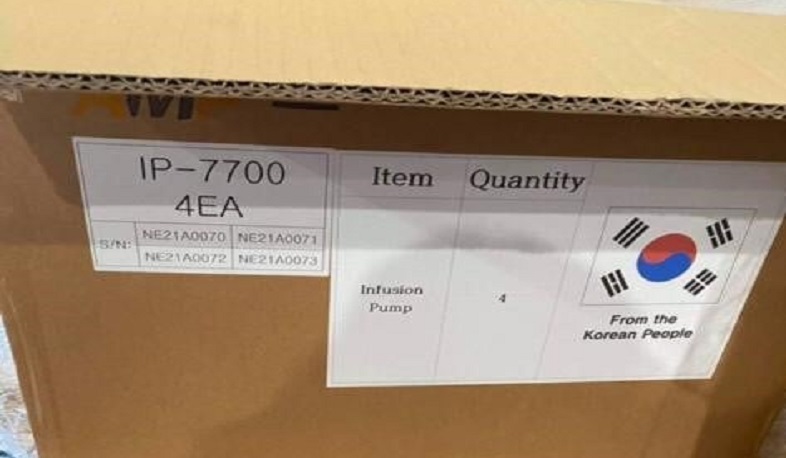 IP-7700
4EA
S/N: NE21A0070 NE21A0071
NE21A0072 NE21A0073
Item Quantity
Infusion Pump 4
From the
Korean People